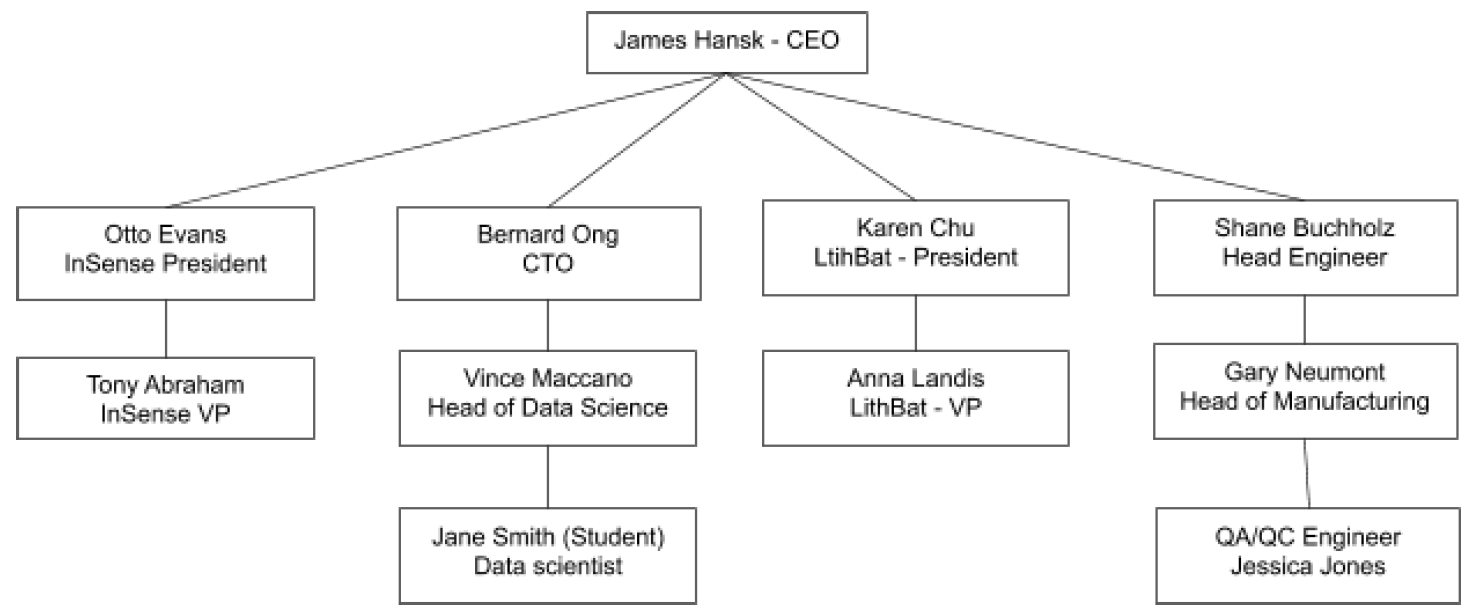 James Hansk - CEO
Otto Evans
InSense President
Bernard Ong
CTO
Karen Chu
LtihBat - President
Shane Buchholz
Head Engineer
Tony Abraham
InSense VP
Vince Maccano
Head of Data Science
Anna Landis
LithBat - VP
Gary Neumont
Head of Manufacturing
Jane Smith (Student)
Data scientist
QA/QC Engineer
Jessica Jones